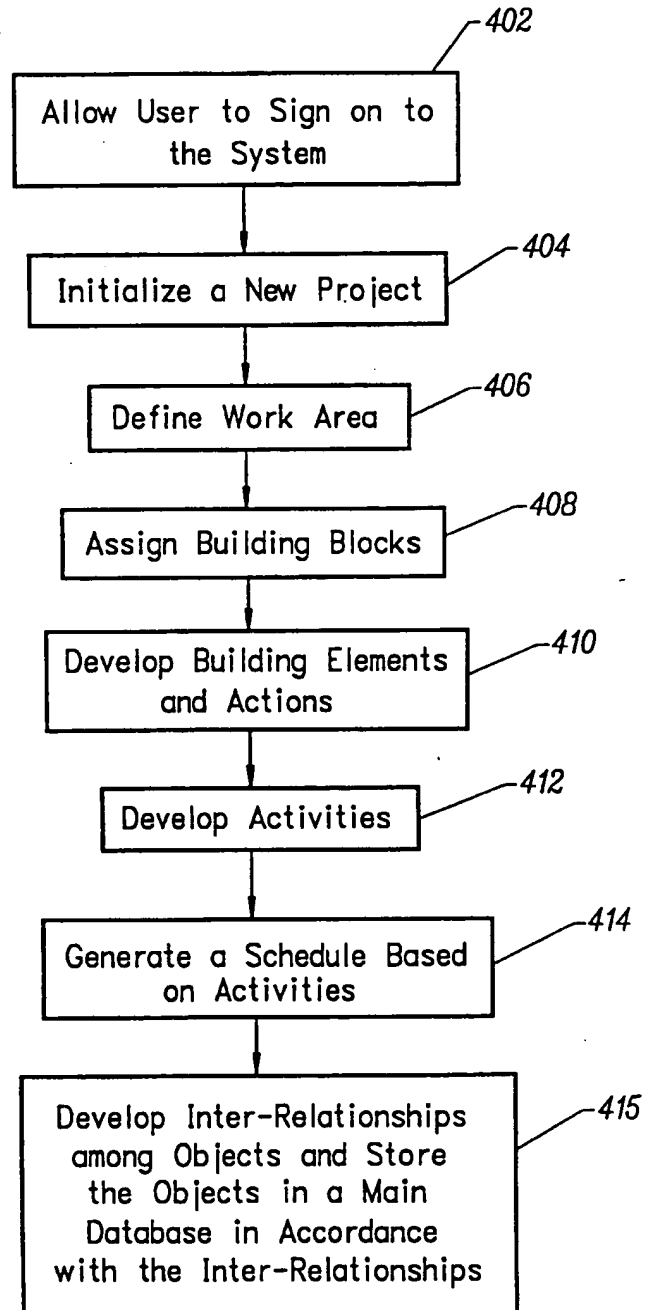 402
Allow User to Sign on to
the System
404
Initialize a New Project
406
Define Work Area
408
Assign Building Blocks
410
Develop Building Elements
and Actions
412
Develop Activities
414
Generate a Schedule Based
on Activities
415
Develop Inter-Relationships
among Objects and Store
the Objects in a Main
Database in Accordance
with the Inter-Relationships